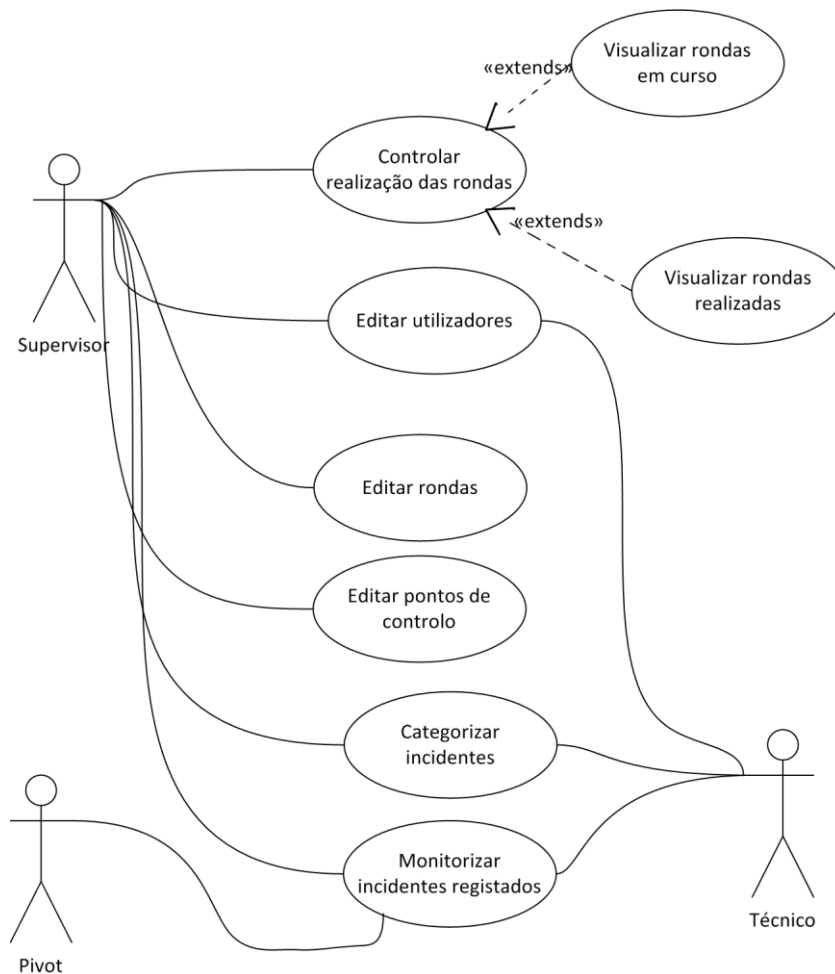 Visualizar rondas
em curso
«extends»
Controlar
realização das rondas
«extends»
Visualizar rondas
realizadas
Supervisor
Editar utilizadores
Editar rondas
Editar pontos de
controlo
Categorizar
incidentes
Monitorizar
incidentes registados
Técnico
Pivot